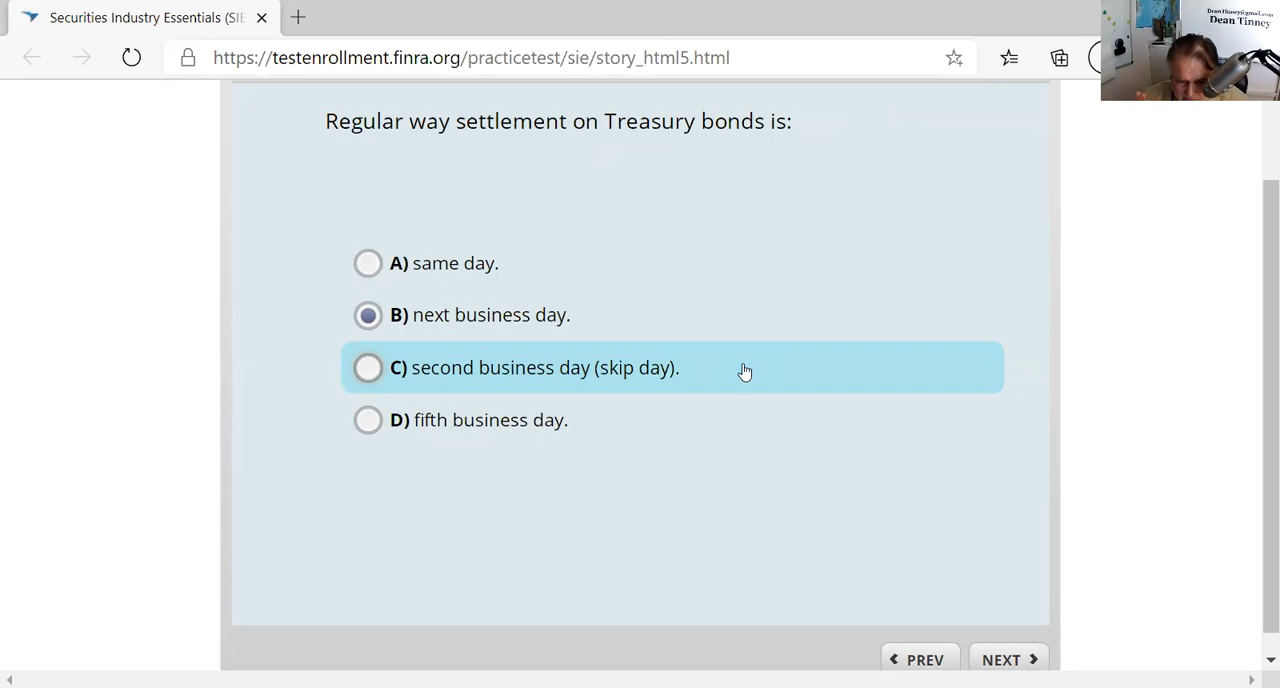 Securities Industry Essentials (SIE
https://testenrollment.finra.org/practicetest/sie/story_html5.html
Dean Tinney
Regular way settlement on Treasury bonds is:
A) same day.
B) next business day.
C) second business day (skip day).
D) fifth business day.
PREV
NEXT